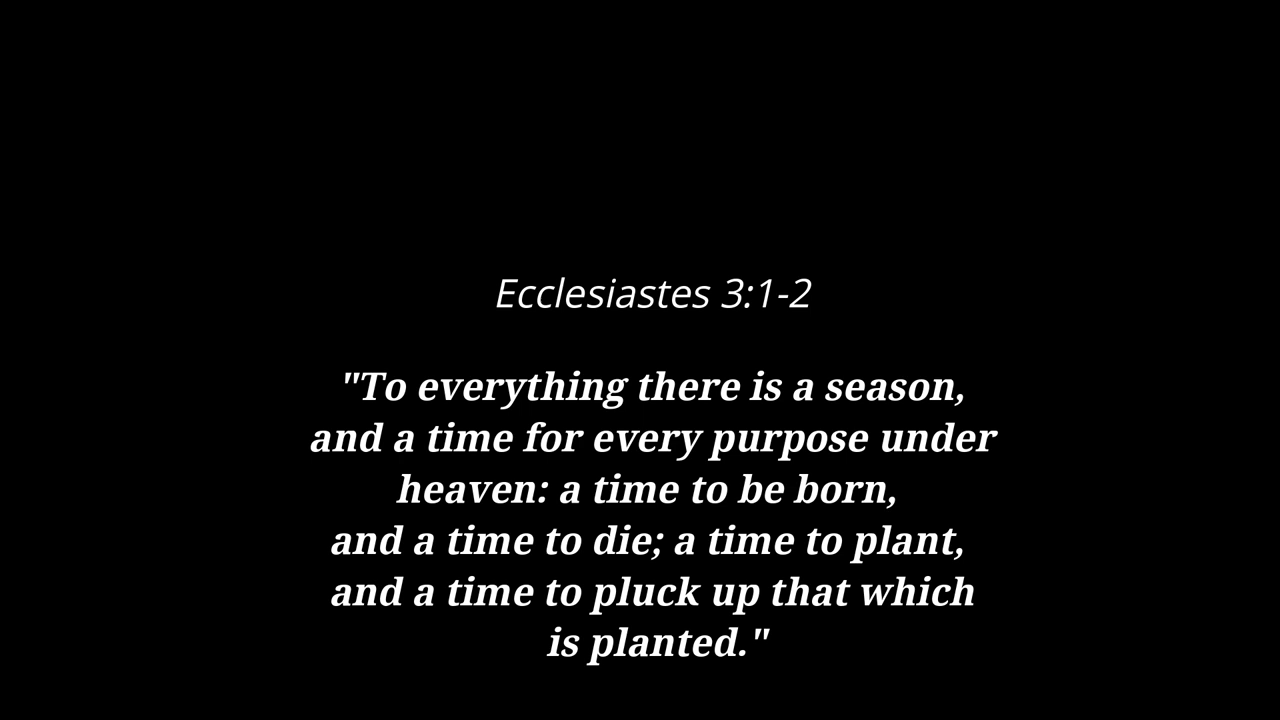 Ecclesiastes 3:1-2
"To everything there is a season,
and a time for every purpose under
heaven: a time to be born,
and a time to die; a time to plant,
and a time to pluck up that which
is planted."